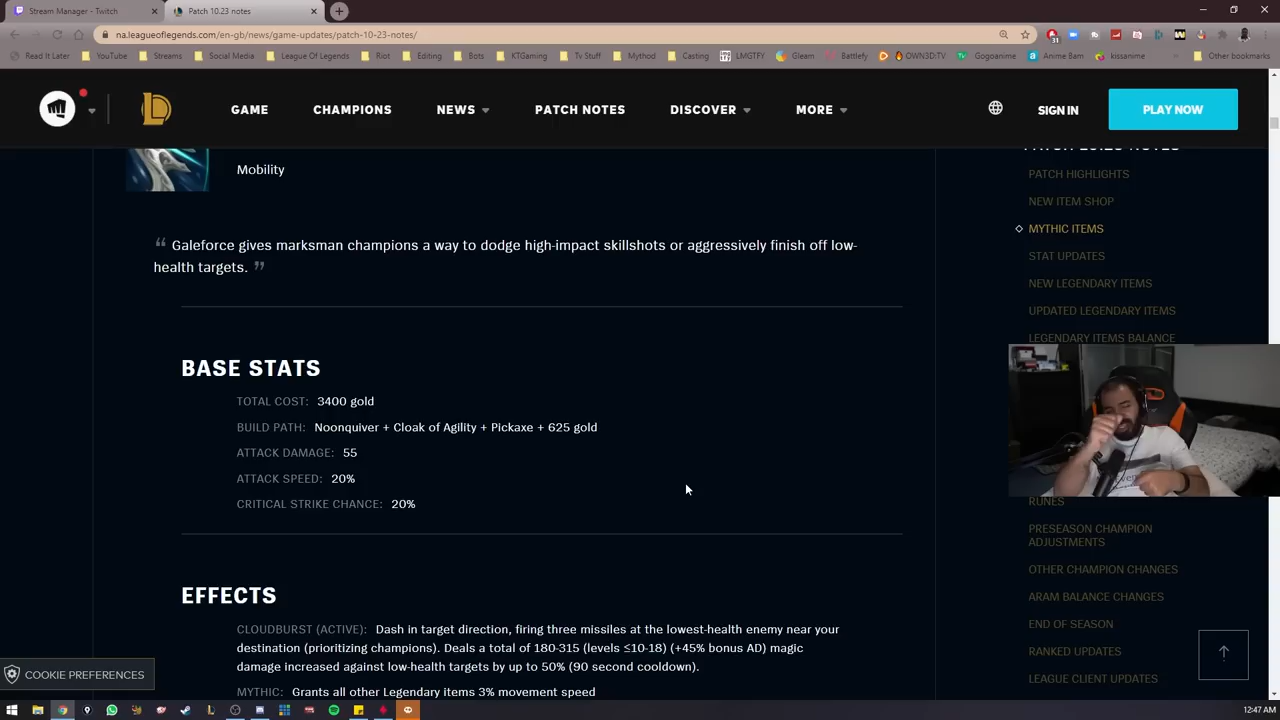 Stream Manager - Twitch
Patch 10.23 notes
na.leagueoflegends.com/en-gb/news/game-updates/patch-10-23-notes/
31
Read It Later
YouTube
Streams
Social Media
League Of Legends
Riot
Editing
Bots
KTGaming
Tv Stuff
Mythod
Casting
LMGTFY
Gleam
Battlefy
OWN3D:TV
Gogoanime
Anime Bam
kissanime
Other bookmarks
GAME
CHAMPIONS
NEWS
PATCH NOTES
DISCOVER
MORE
SIGN IN
PLAY NOW
Mobility
“ Galeforce gives marksman champions a way to dodge high-impact skillshots or aggressively finish off low-
health targets. ”
BASE STATS
TOTAL COST: 3400 gold
BUILD PATH: Noonquiver + Cloak of Agility + Pickaxe + 625 gold
ATTACK DAMAGE: 55
ATTACK SPEED: 20%
CRITICAL STRIKE CHANCE: 20%
EFFECTS
CLOUDBURST (ACTIVE): Dash in target direction, firing three missiles at the lowest-health enemy near your
destination (prioritizing champions). Deals a total of 180-315 (levels ≤10-18) (+45% bonus AD) magic
damage increased against low-health targets by up to 50% (90 second cooldown).
MYTHIC: Grants all other Legendary items 3% movement speed
PATCH 10.23 NOTES
PATCH HIGHLIGHTS
NEW ITEM SHOP
MYTHIC ITEMS
STAT UPDATES
NEW LEGENDARY ITEMS
UPDATED LEGENDARY ITEMS
LEGENDARY ITEMS BALANCE
RUNES
PRESEASON CHAMPION
ADJUSTMENTS
OTHER CHAMPION CHANGES
ARAM BALANCE CHANGES
END OF SEASON
RANKED UPDATES
LEAGUE CLIENT UPDATES
COOKIE PREFERENCES
12:47 AM